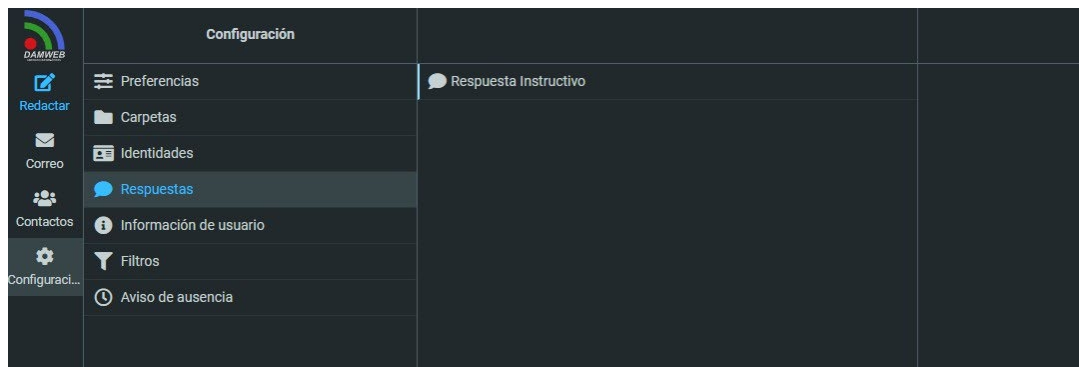 DAMWEB
Redactar
Correo
Contactos
Configuraci...
Configuración
Preferencias
Carpetas
Identidades
Respuestas
Información de usuario
Filtros
Aviso de ausencia
Respuesta Instructivo